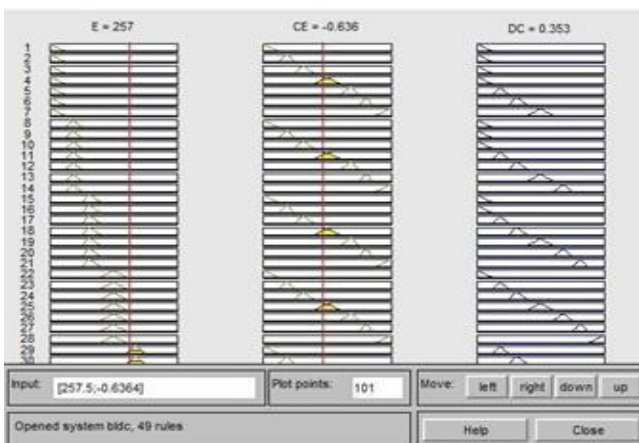 E = 257
CE = -0.636
DC = 0.353
1
2
3
4
5
6
7
8
9
10
11
12
13
14
15
16
17
18
19
20
21
22
23
24
25
26
27
28
29
30
Input:
[257.5;-0.6364]
Plot points:
101
Move:
left
right
down
up
Opened system bldc, 49 rules
Help
Close